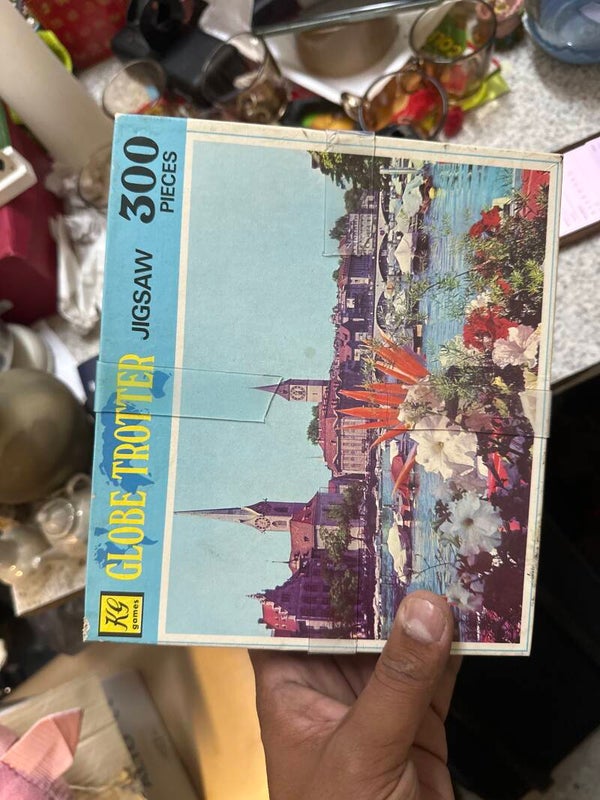 KG
games
GLOBE TROTTER
JIGSAW
300
PIECES